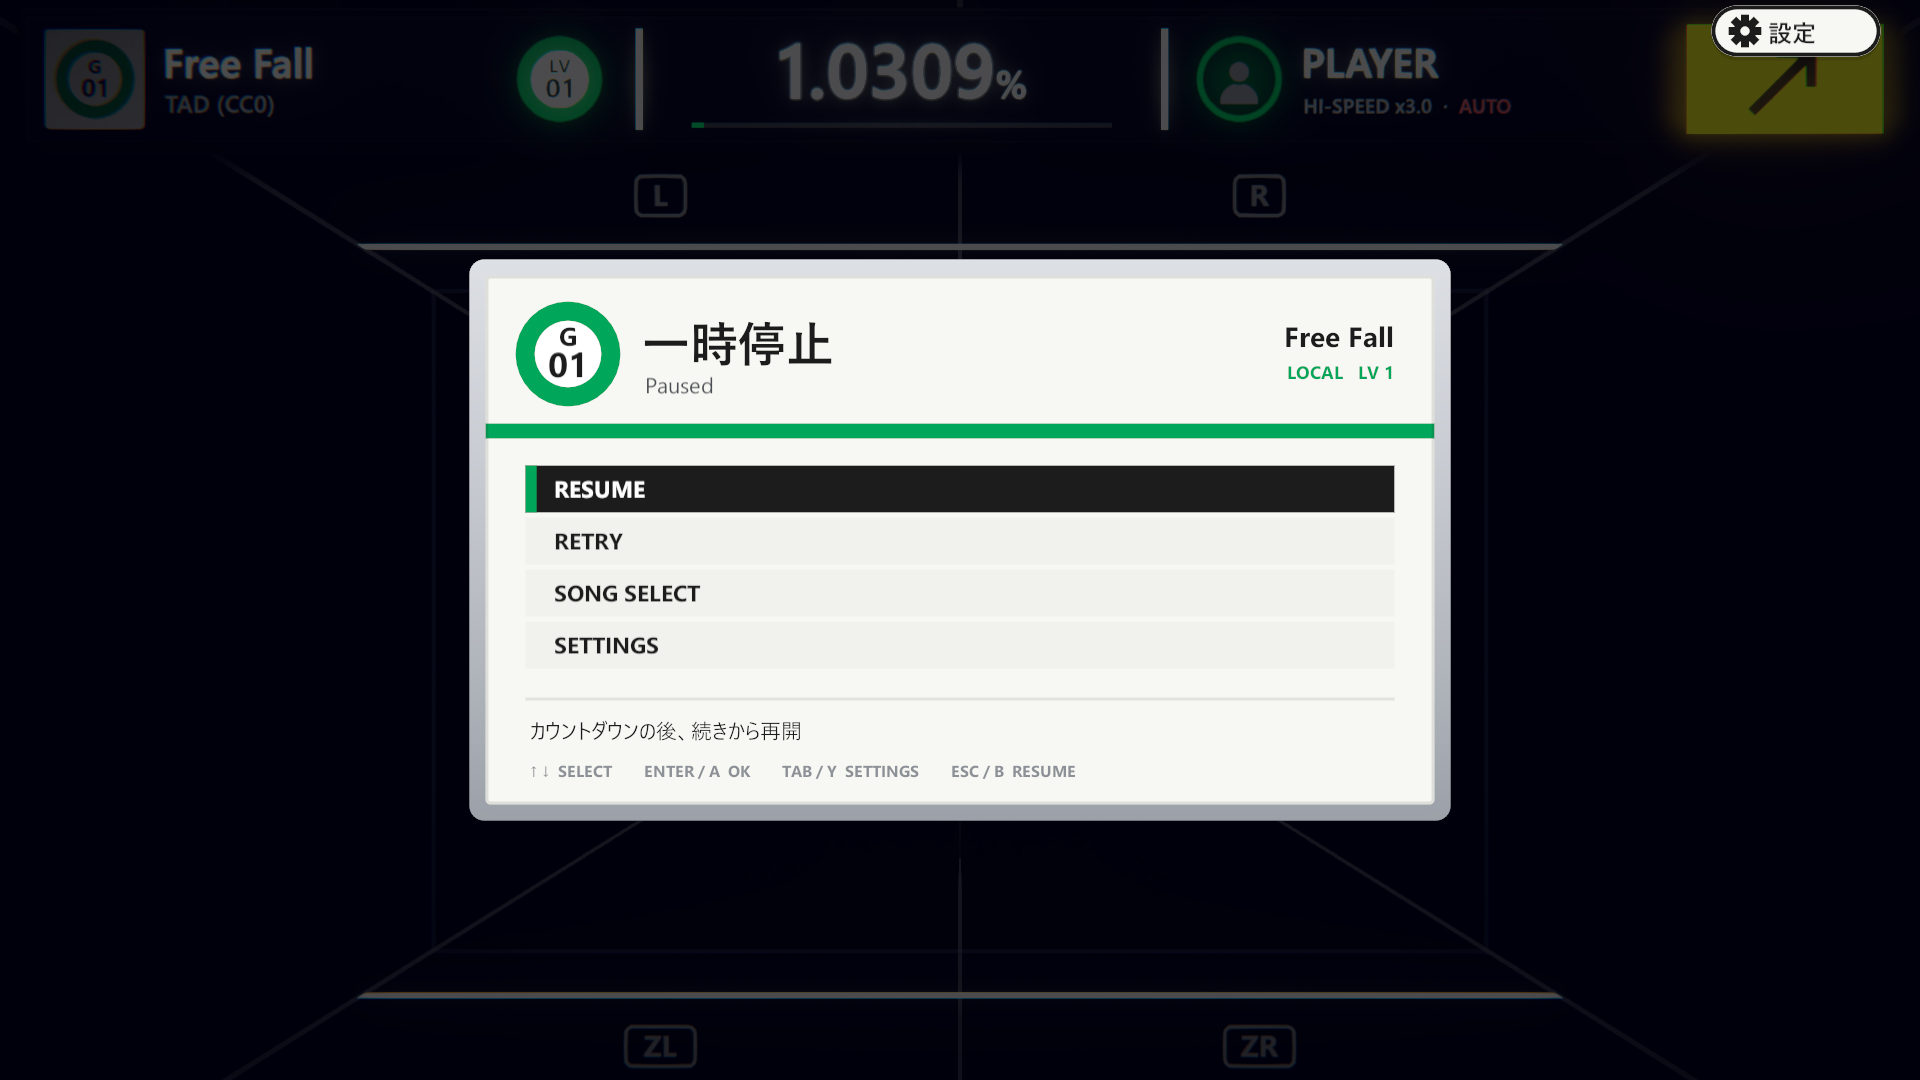 G
01
Free Fall
TAD (CC0)
LV
01
1.0309%
PLAYER
HI-SPEED x3.0 · AUTO
設定
L
R
G
01
一時停止
Paused
Free Fall
LOCAL LV 1
RESUME
RETRY
SONG SELECT
SETTINGS
カウントダウンの後、続きから再開
↑↓ SELECT ENTER / A OK TAB / Y SETTINGS ESC / B RESUME
ZL
ZR